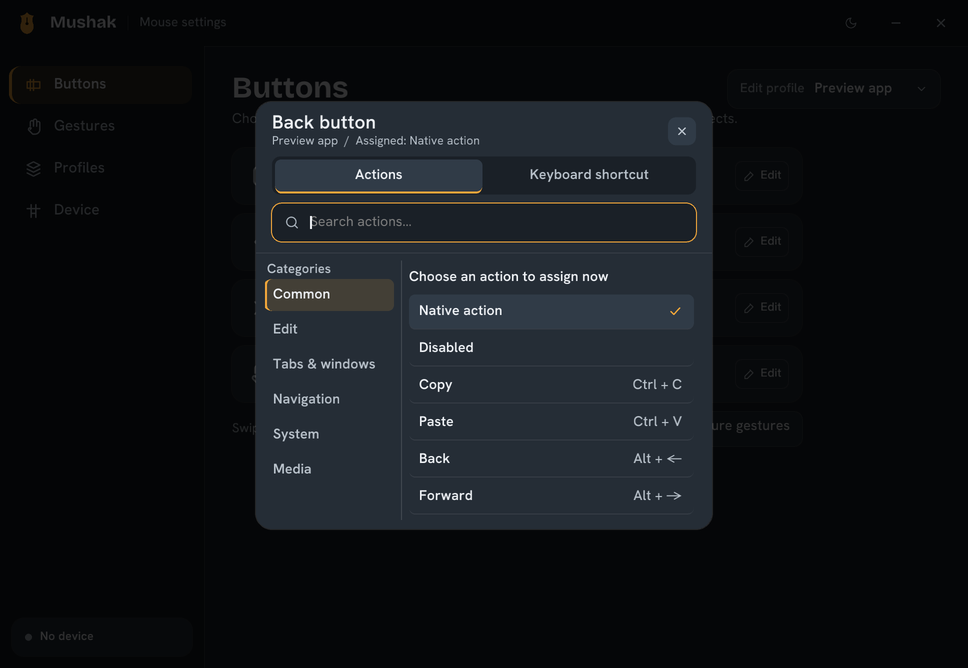 Mushak
Mouse settings
Buttons
Gestures
Profiles
Device
No device
Buttons
Edit profile Preview app
Edit
Edit
Edit
Edit
Back button
Preview app / Assigned: Native action
Actions
Keyboard shortcut
Search actions...
Categories
Common
Edit
Tabs & windows
Navigation
System
Media
Choose an action to assign now
Native action
Disabled
Copy Ctrl + C
Paste Ctrl + V
Back Alt + ←
Forward Alt + →
gestures